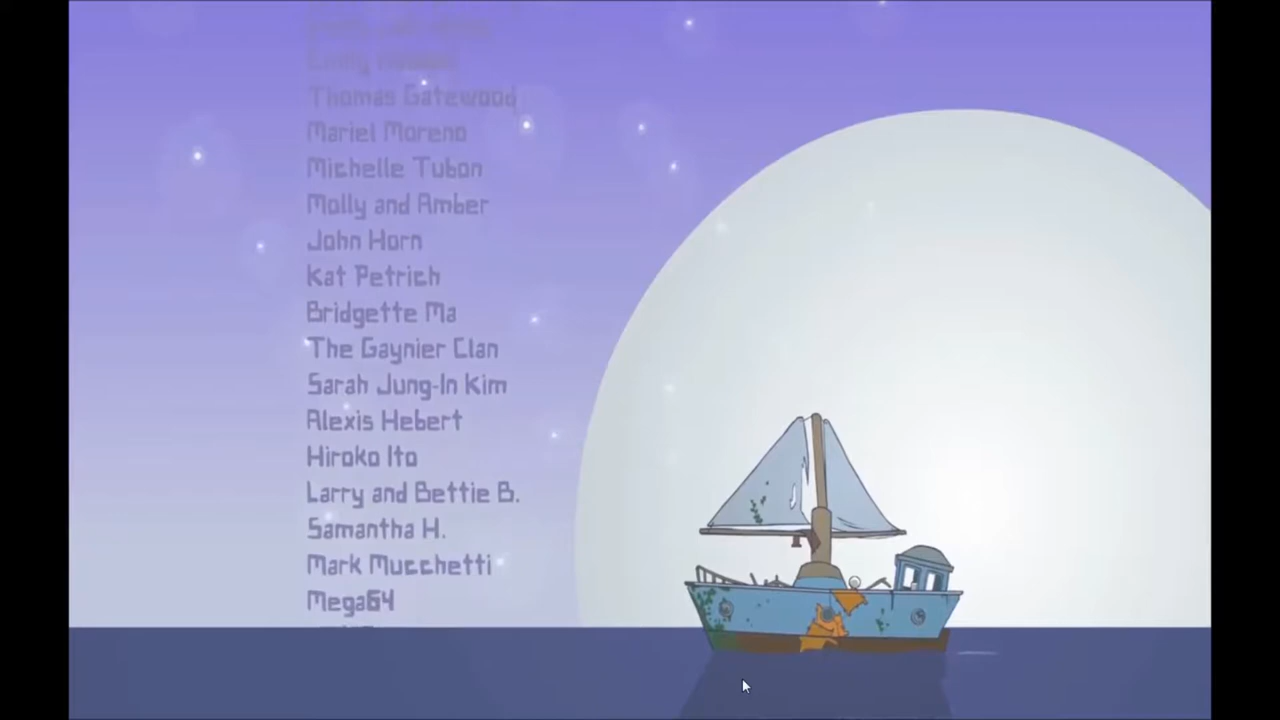 Thomas Gatewood
Mariel Moreno
Michelle Tubon
Molly and Amber
John Horn
Kat Petrich
Bridgette Ma
The Gaynier Clan
Sarah Jung-In Kim
Alexis Hebert
Hiroko Ito
Larry and Bettie B.
Samantha H.
Mark Mucchetti
Mega64